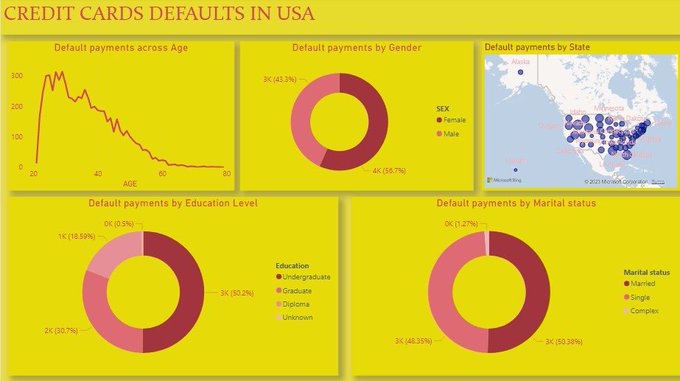 CREDIT CARDS DEFAULTS IN USA
Default payments across Age
300
200
100
0
20
40
60
80
AGE
Default payments by Gender
3K (43.3%)
4K (56.7%)
SEX
Female
Male
Default payments by State
Alaska
Minnesota
Idaho
Microsoft Bing
© 2023 Microsoft Corporation Terms
Default payments by Education Level
0K (0.5%)
1K (18.59%)
2K (30.7%)
3K (50.2%)
Education
Undergraduate
Graduate
Diploma
Unknown
Default payments by Marital status
0K (1.27%)
3K (48.35%)
3K (50.38%)
Marital status
Married
Single
Complex